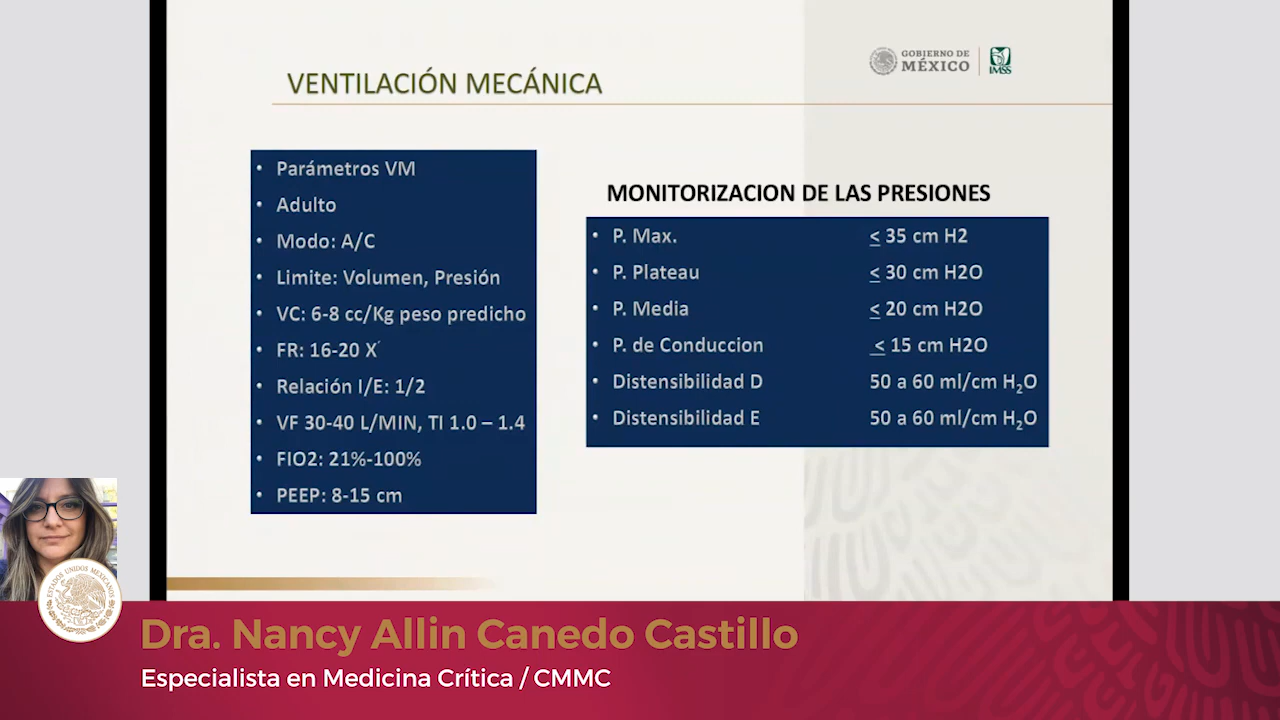 GOBIERNO DE
MÉXICO
IMSS
VENTILACIÓN MECÁNICA
• Parámetros VM
• Adulto
• Modo: A/C
• Limite: Volumen, Presión
• VC: 6-8 cc/Kg peso predicho
• FR: 16-20 X´
• Relación I/E: 1/2
• VF 30-40 L/MIN, TI 1.0 – 1.4
• FIO2: 21%-100%
• PEEP: 8-15 cm
MONITORIZACION DE LAS PRESIONES
• P. Max. ≤ 35 cm H2
• P. Plateau ≤ 30 cm H2O
• P. Media ≤ 20 cm H2O
• P. de Conduccion ≤ 15 cm H2O
• Distensibilidad D 50 a 60 ml/cm H₂O
• Distensibilidad E 50 a 60 ml/cm H₂O
ESTADOS UNIDOS MEXICANOS
Dra. Nancy Allin Canedo Castillo
Especialista en Medicina Crítica / CMMC